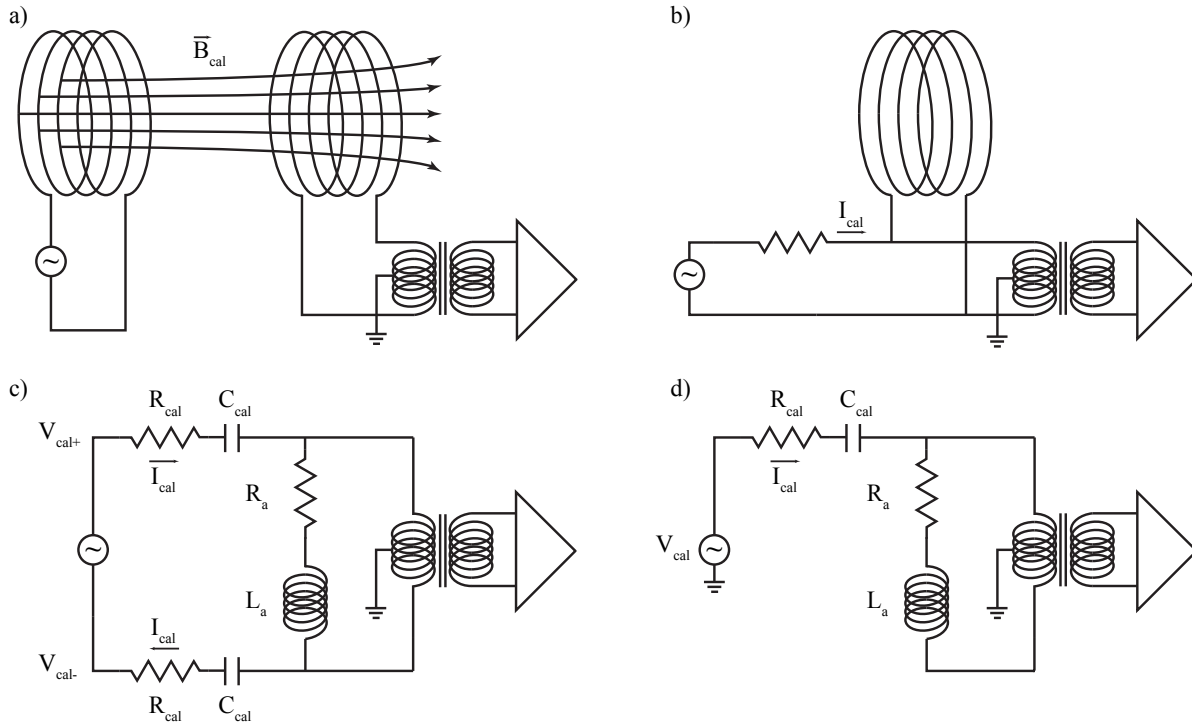 a)
B cal
b)
I cal
c)
R cal
C cal
V cal+
I cal
R a
L a
I cal
V cal-
R cal
C cal
d)
R cal
C cal
I cal
R a
V cal
L a